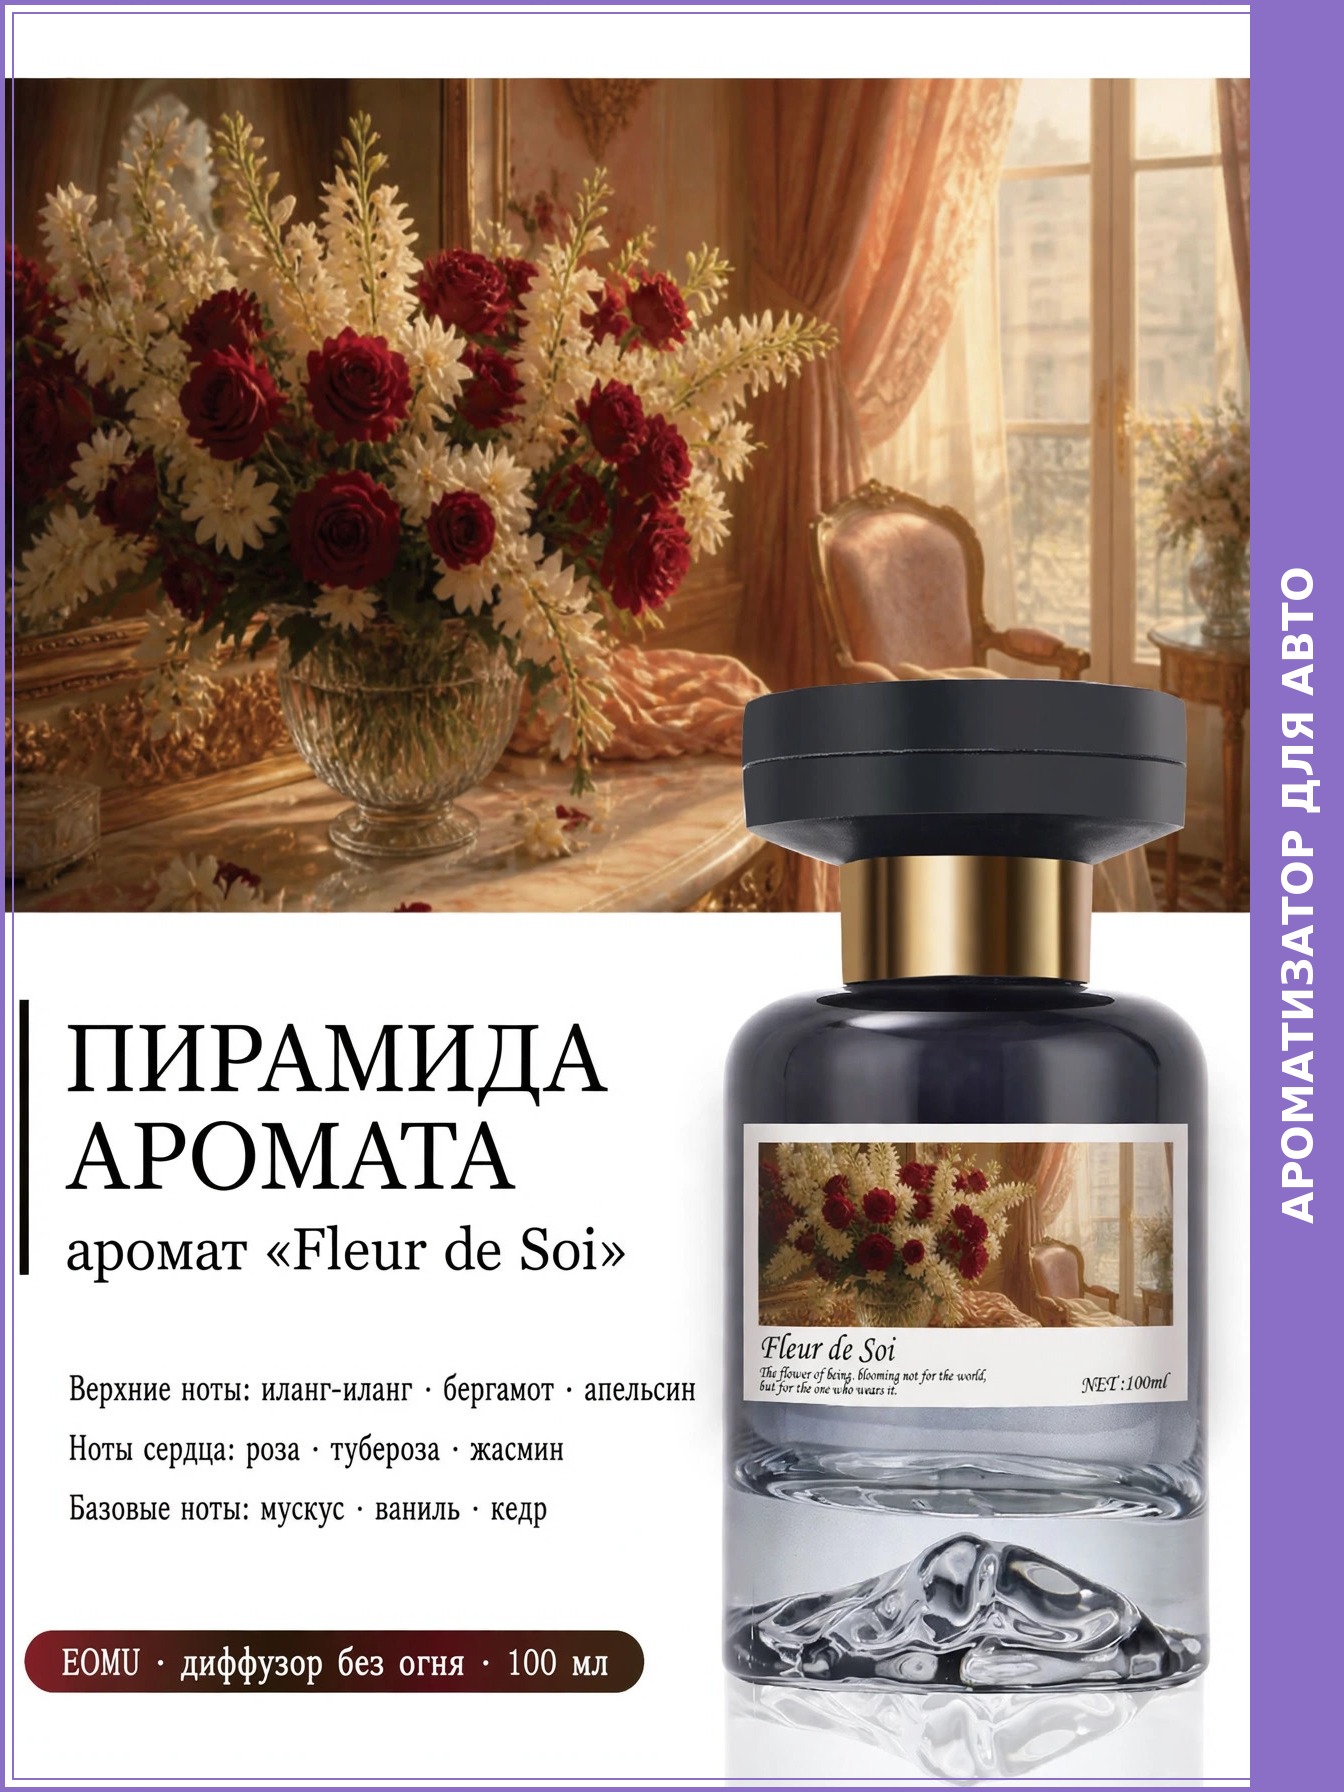 ПИРАМИДА
АРОМАТА
аромат «Fleur de Soi»
Верхние ноты: иланг-иланг · бергамот · апельсин
Ноты сердца: роза · тубероза · жасмин
Базовые ноты: мускус · ваниль · кедр
EOMU · диффузор без огня · 100 мл
Fleur de Soi
The flower of being, blooming not for the world,
but for the one who wears it.
NET:100ml
АРОМАТИЗАТОР ДЛЯ АВТО